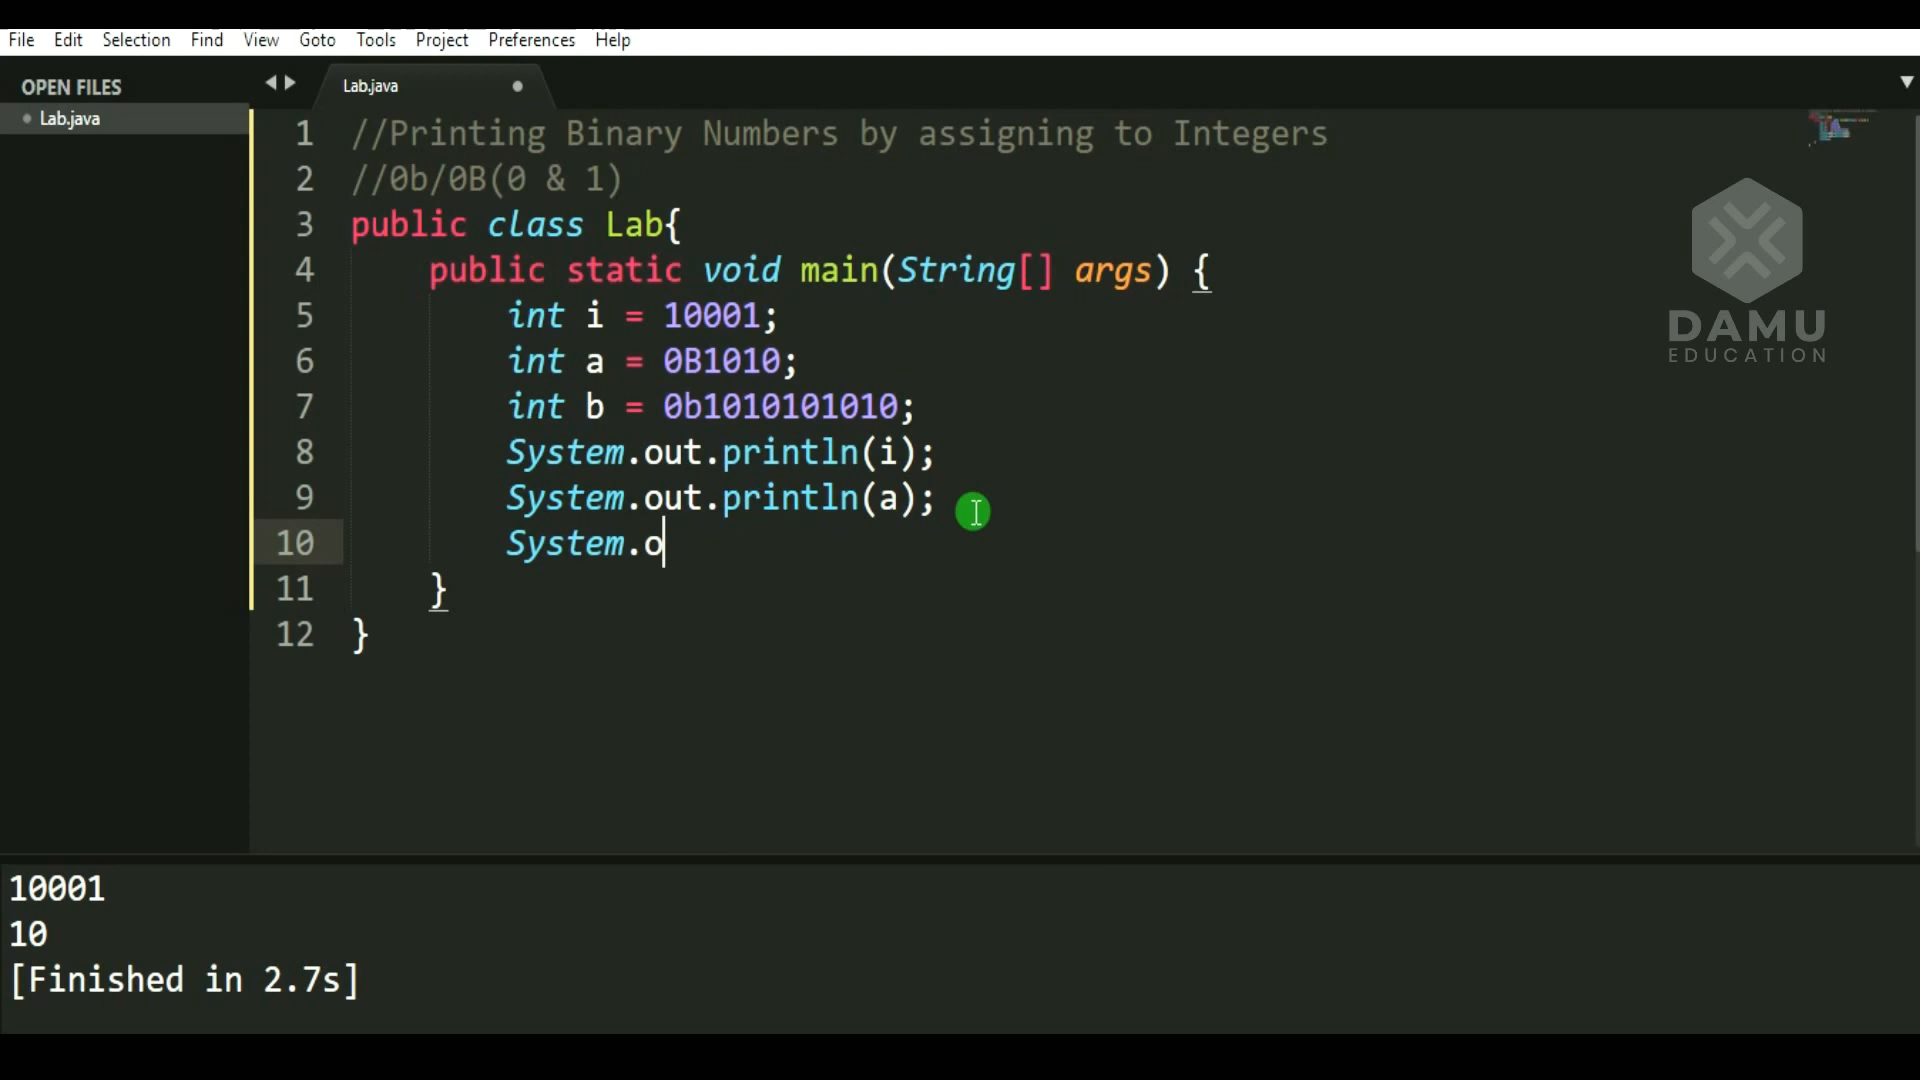 File Edit Selection Find View Goto Tools Project Preferences Help
OPEN FILES
Lab.java
Lab.java
1 //Printing Binary Numbers by assigning to Integers
2 //0b/0B(0 & 1)
3 public class Lab{
4 public static void main(String[] args) {
5 int i = 10001;
6 int a = 0B1010;
7 int b = 0b1010101010;
8 System.out.println(i);
9 System.out.println(a);
10 System.o
11 }
12 }
DAMU
EDUCATION
10001
10
[Finished in 2.7s]